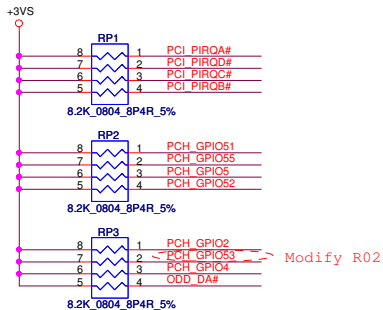 +3VS
RP1
8 1 PCI_PIRQA#
7 2 PCI_PIRQD#
6 3 PCI_PIRQC#
5 4 PCI_PIRQB#
8.2K_0804_8P4R_5%
RP2
8 1 PCH_GPIO51
7 2 PCH_GPIO55
6 3 PCH_GPIO5
5 4 PCH_GPIO52
8.2K_0804_8P4R_5%
RP3
8 1 PCH_GPIO2
7 2 PCH_GPIO53 Modify R02
6 3 PCH_GPIO4
5 4 ODD_DA#
8.2K_0804_8P4R_5%